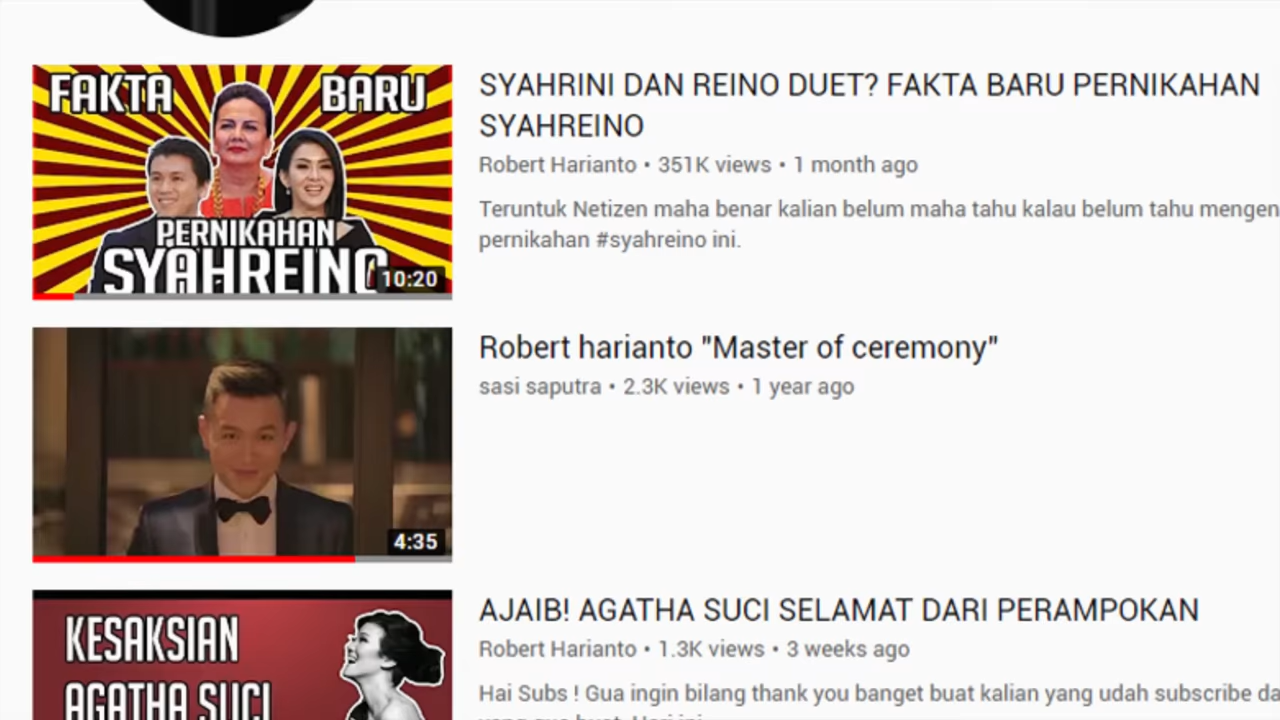 FAKTA BARU
PERNIKAHAN
SYAHREINO
10:20
SYAHRINI DAN REINO DUET? FAKTA BARU PERNIKAHAN
SYAHREINO
Robert Harianto • 351K views • 1 month ago
Teruntuk Netizen maha benar kalian belum maha tahu kalau belum tahu mengen
pernikahan #syahreino ini.
4:35
Robert harianto "Master of ceremony"
sasi saputra • 2.3K views • 1 year ago
KESAKSIAN
AGATHA SUCI
AJAIB! AGATHA SUCI SELAMAT DARI PERAMPOKAN
Robert Harianto • 1.3K views • 3 weeks ago
Hai Subs ! Gua ingin bilang thank you banget buat kalian yang udah subscribe da